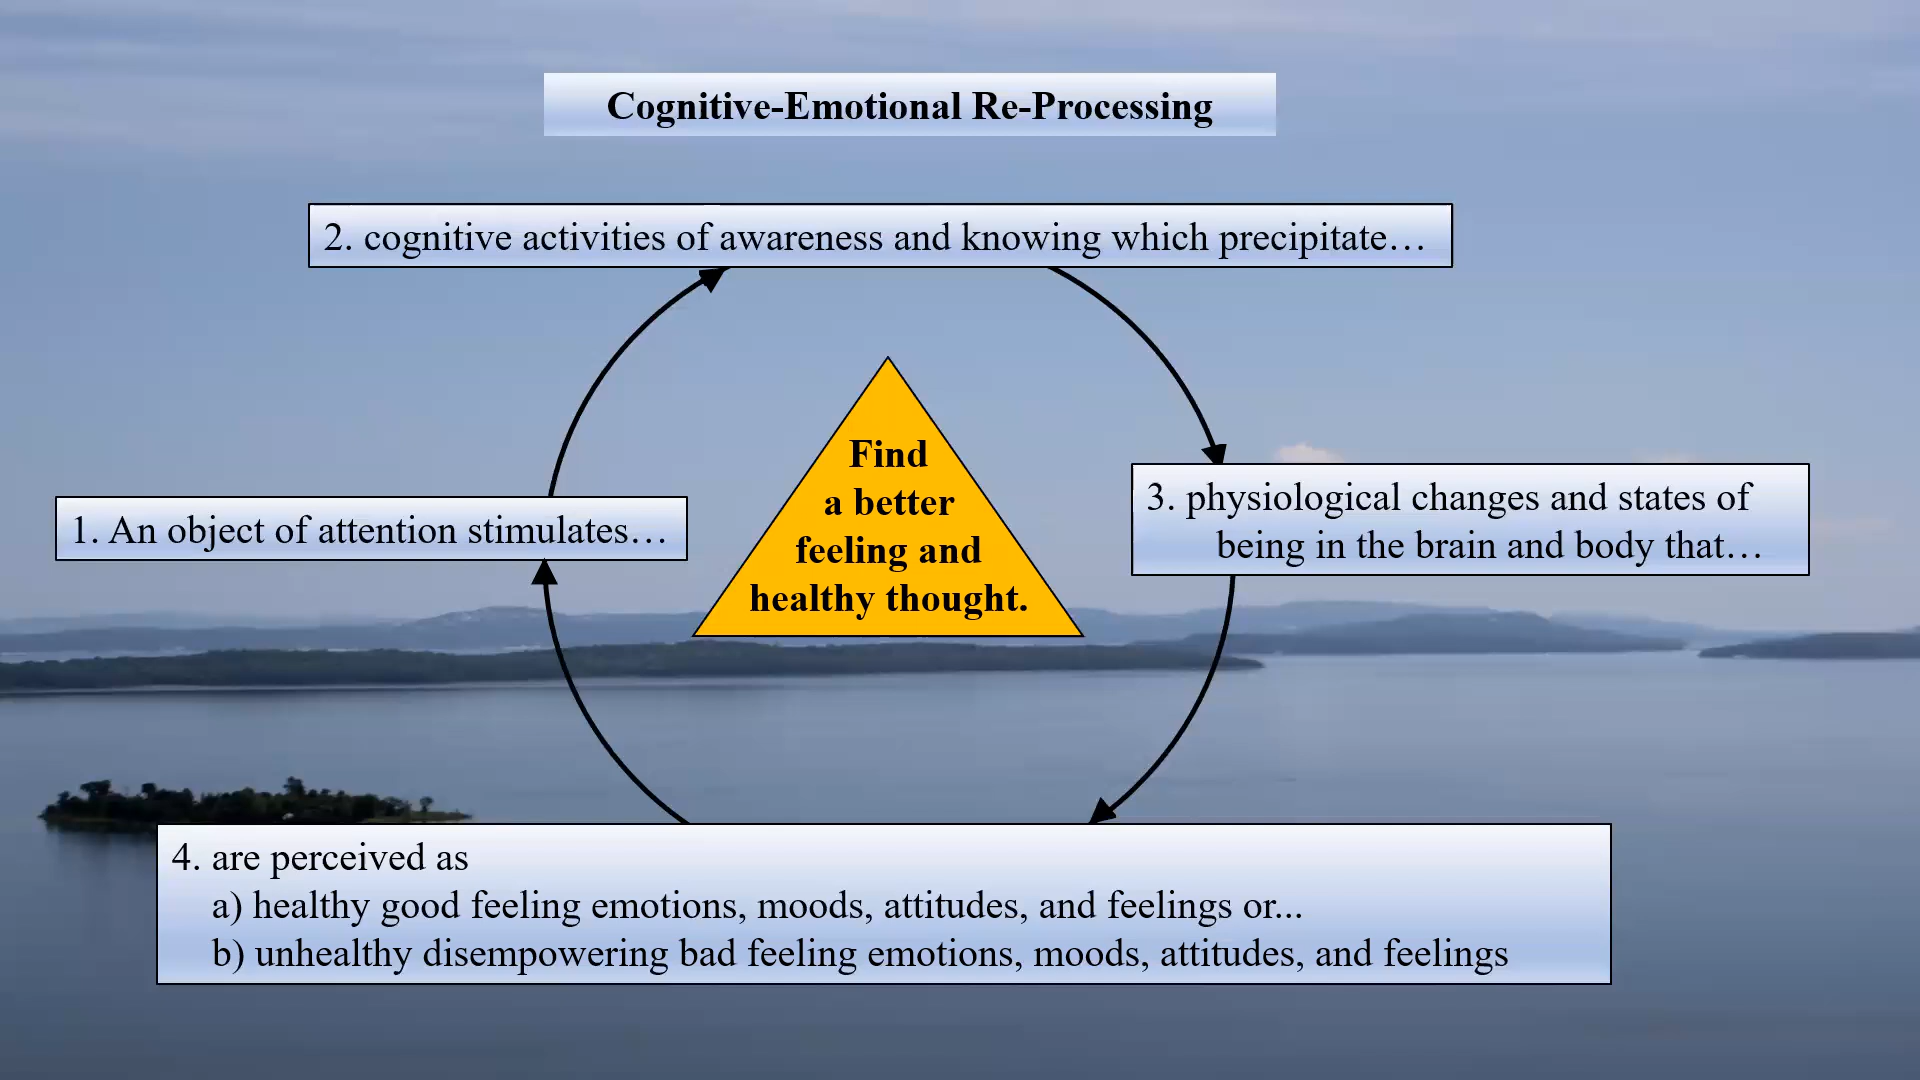 Cognitive-Emotional Re-Processing
2. cognitive activities of awareness and knowing which precipitate…
Find
a better
feeling and
healthy thought.
1. An object of attention stimulates…
3. physiological changes and states of
being in the brain and body that…
4. are perceived as
a) healthy good feeling emotions, moods, attitudes, and feelings or...
b) unhealthy disempowering bad feeling emotions, moods, attitudes, and feelings